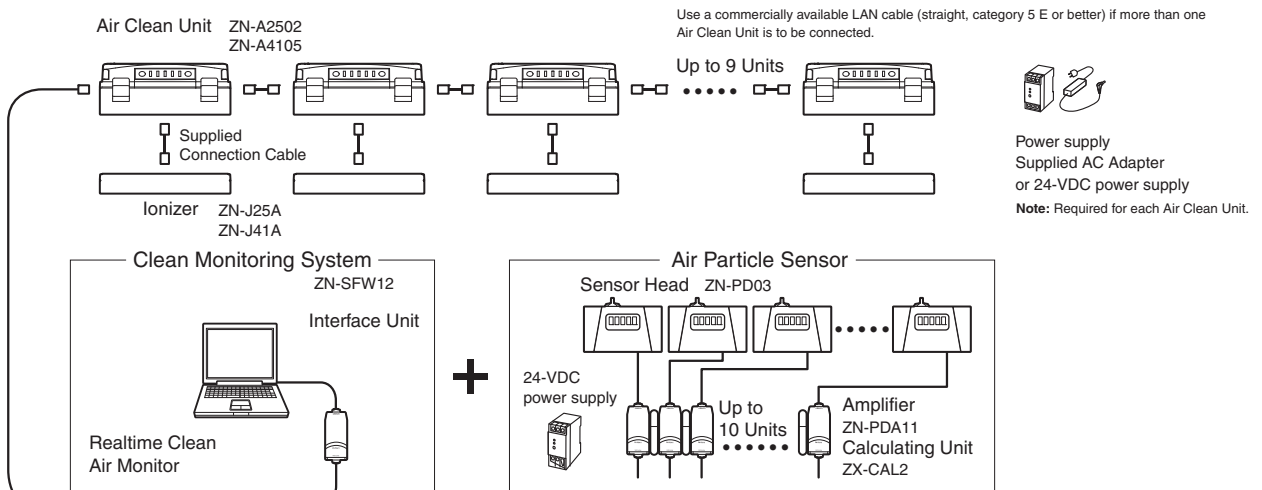 Air Clean Unit ZN-A2502
ZN-A4105
Use a commercially available LAN cable (straight, category 5 E or better) if more than one
Air Clean Unit is to be connected.
Up to 9 Units
Supplied
Connection Cable
Ionizer ZN-J25A
ZN-J41A
Power supply
Supplied AC Adapter
or 24-VDC power supply
Note: Required for each Air Clean Unit.
Clean Monitoring System
ZN-SFW12
Interface Unit
Realtime Clean
Air Monitor
Air Particle Sensor
Sensor Head ZN-PD03
24-VDC
power supply
Up to
10 Units
Amplifier
ZN-PDA11
Calculating Unit
ZX-CAL2